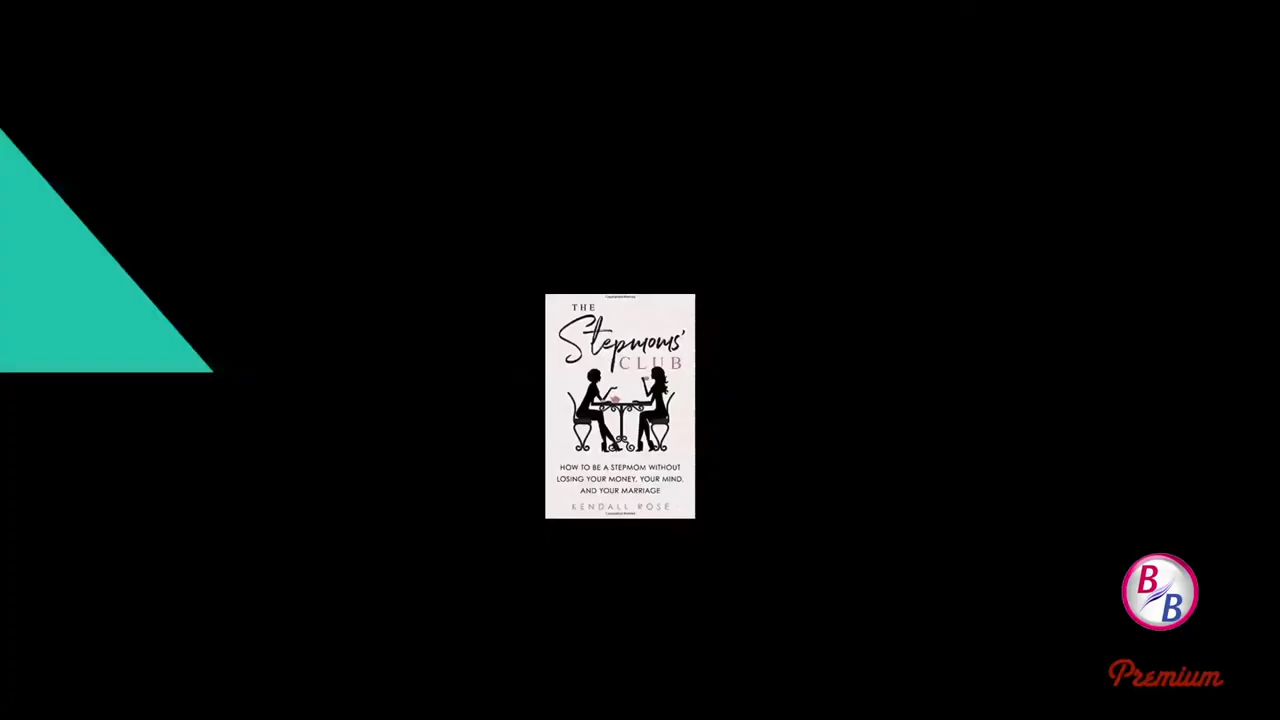 THE
Stepmoms'
CLUB
HOW TO BE A STEPMOM WITHOUT
LOSING YOUR MONEY, YOUR MIND,
AND YOUR MARRIAGE
KENDALL ROSE
B
B
Premium